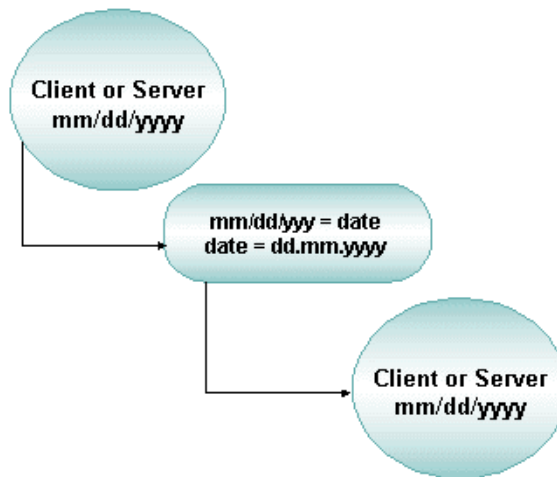 Client or Server
mm/dd/yyyy
mm/dd/yyy = date
date = dd.mm.yyyy
Client or Server
mm/dd/yyyy